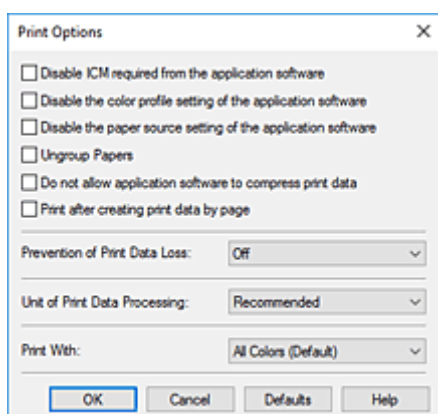 Print Options
Disable ICM required from the application software
Disable the color profile setting of the application software
Disable the paper source setting of the application software
Ungroup Papers
Do not allow application software to compress print data
Print after creating print data by page
Prevention of Print Data Loss: Off
Unit of Print Data Processing: Recommended
Print With: All Colors (Default)
OK Cancel Defaults Help